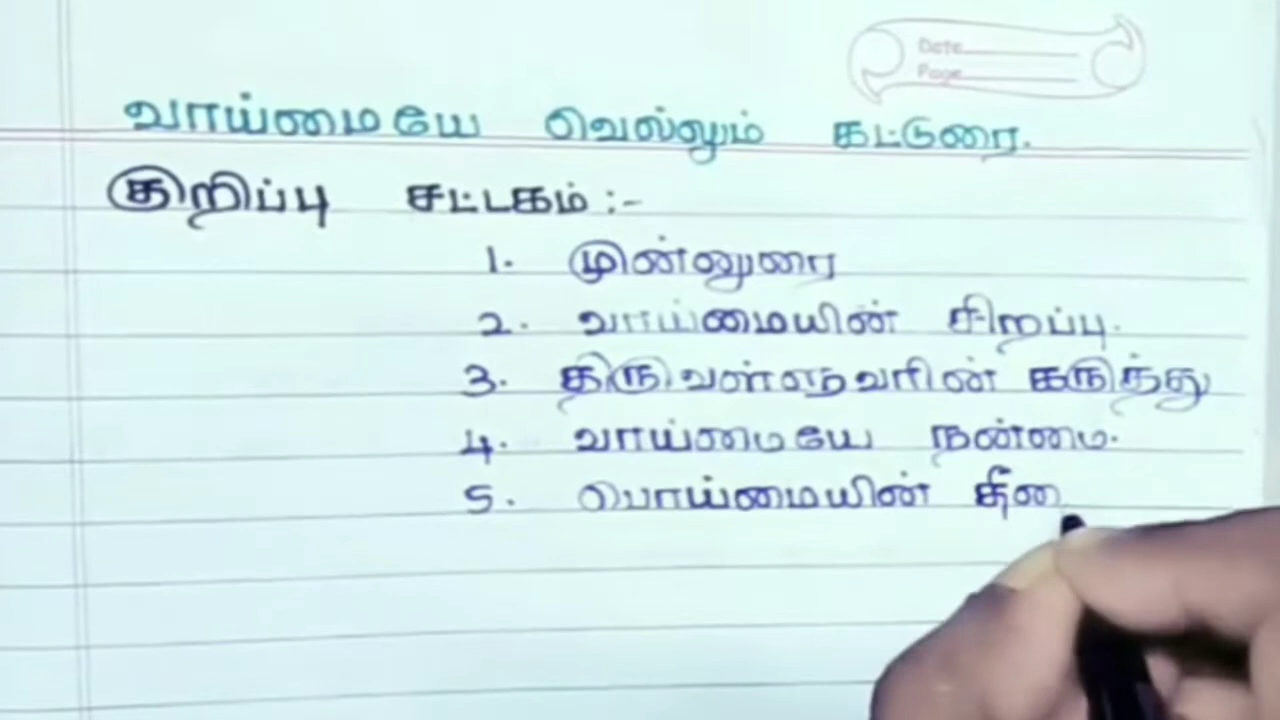 Date
Page
வாய்மையே வெல்லும் கட்டுரை.
குறிப்பு சட்டகம் :-
1. முன்னுரை
2. வாய்மையின் சிறப்பு.
3. திருவள்ளுவரின் கருத்து
4. வாய்மையே நன்மை.
5. பொய்மையின்